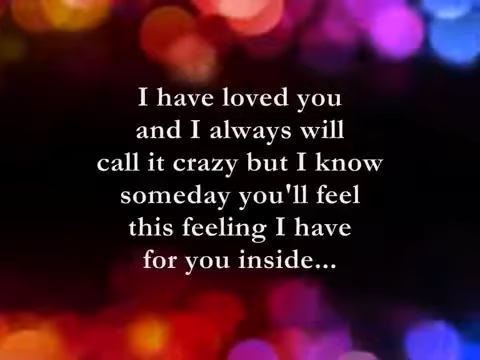 I have loved you
and I always will
call it crazy but I know
someday you'll feel
this feeling I have
for you inside...